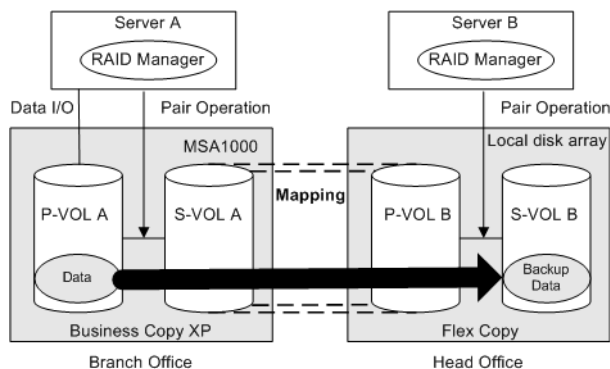 Server A
RAID Manager
Server B
RAID Manager
Data I/O
Pair Operation
Pair Operation
MSA1000
Local disk array
Mapping
P-VOL A
S-VOL A
P-VOL B
S-VOL B
Data
Backup
Data
Business Copy XP
Flex Copy
Branch Office
Head Office